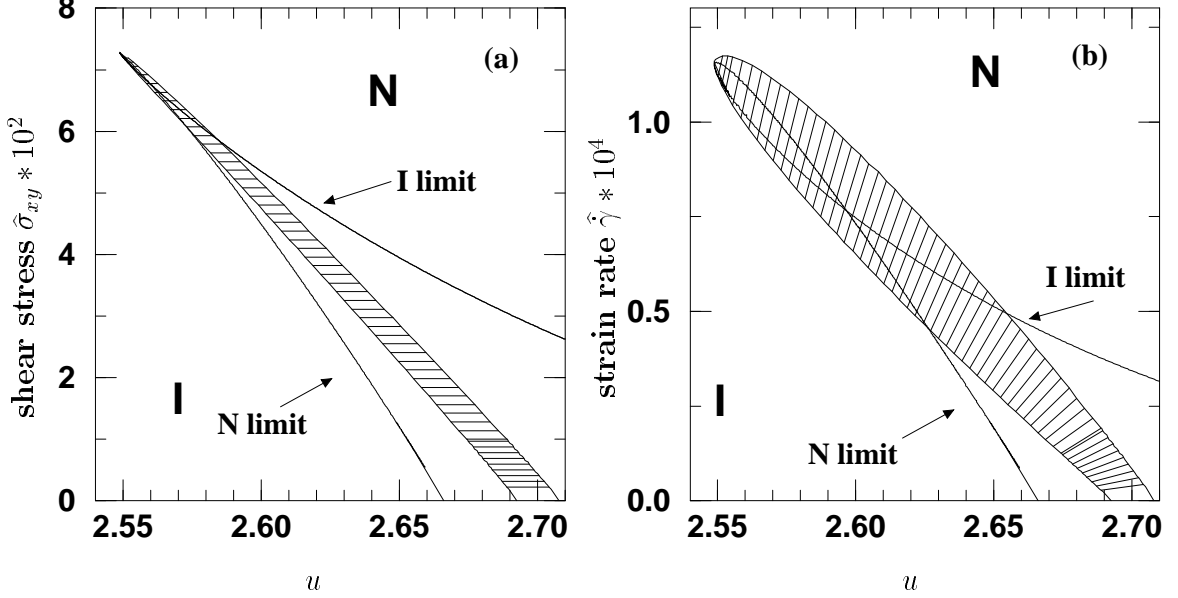 (a)
N
I limit
I
N limit
shear stress σ̂xy ∗ 10²
8
6
4
2
0
2.55 2.60 2.65 2.70
u
(b)
N
I limit
I
N limit
strain rate γ̇̂ ∗ 10⁴
1.0
0.5
0.0
2.55 2.60 2.65 2.70
u